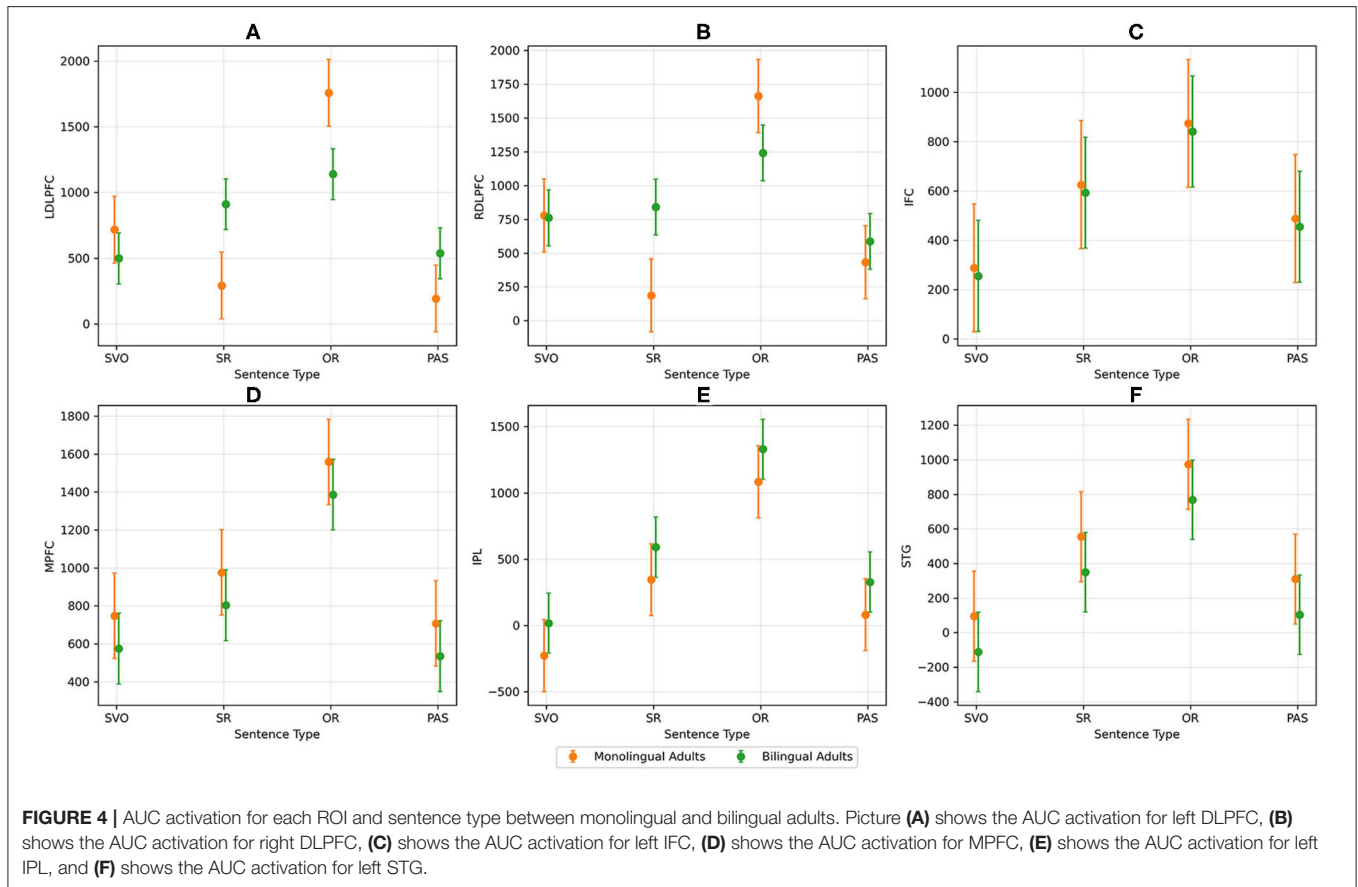 A
2000
1500
1000
500
0
LDLPFC
SVO
SR
OR
PAS
Sentence Type
B
2000
1750
1500
1250
1000
750
500
250
0
RDLPFC
SVO
SR
OR
PAS
Sentence Type
C
1000
800
600
400
200
0
IFC
SVO
SR
OR
PAS
Sentence Type
D
1800
1600
1400
1200
1000
800
600
400
MPFC
SVO
SR
OR
PAS
Sentence Type
E
1500
1000
500
0
−500
IPL
SVO
SR
OR
PAS
Sentence Type
F
1200
1000
800
600
400
200
0
−200
−400
STG
SVO
SR
OR
PAS
Sentence Type
Monolingual Adults
Bilingual Adults
FIGURE 4 | AUC activation for each ROI and sentence type between monolingual and bilingual adults. Picture (A) shows the AUC activation for left DLPFC, (B)
shows the AUC activation for right DLPFC, (C) shows the AUC activation for left IFC, (D) shows the AUC activation for MPFC, (E) shows the AUC activation for left
IPL, and (F) shows the AUC activation for left STG.